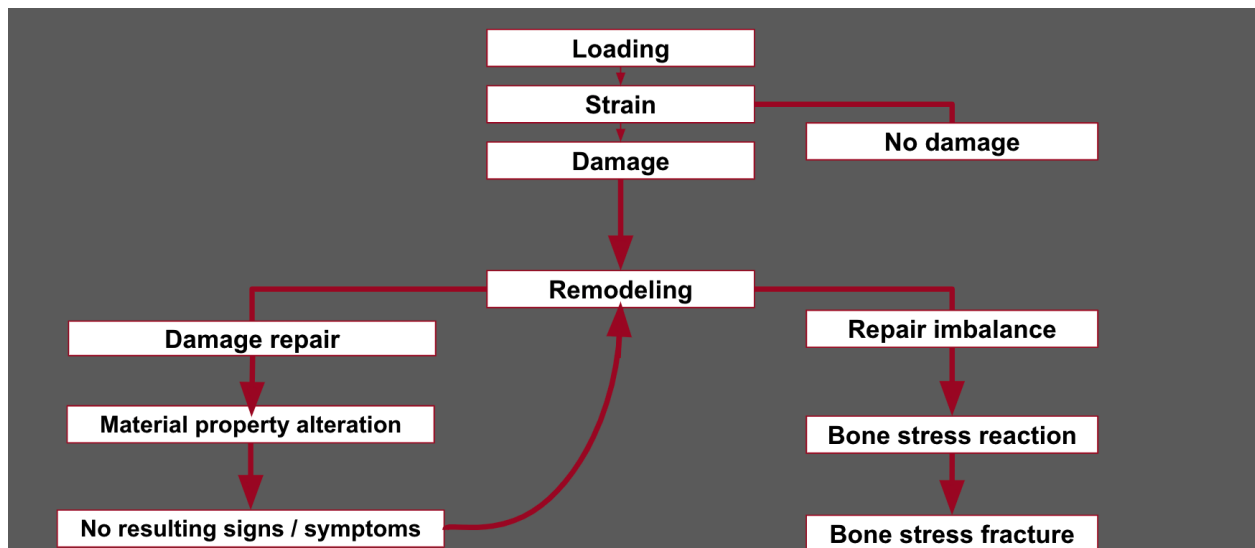 Loading
Strain
No damage
Damage
Remodeling
Damage repair
Repair imbalance
Material property alteration
Bone stress reaction
No resulting signs / symptoms
Bone stress fracture